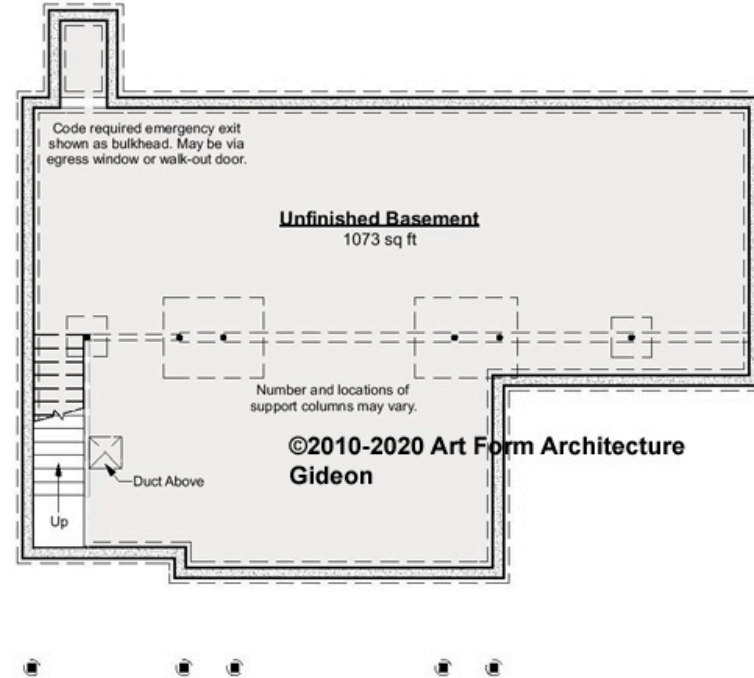 Code required emergency exit
shown as bulkhead. May be via
egress window or walk-out door.
Unfinished Basement
1073 sq ft
Number and locations of
support columns may vary.
©2010-2020 Art Form Architecture
Gideon
Duct Above
Up